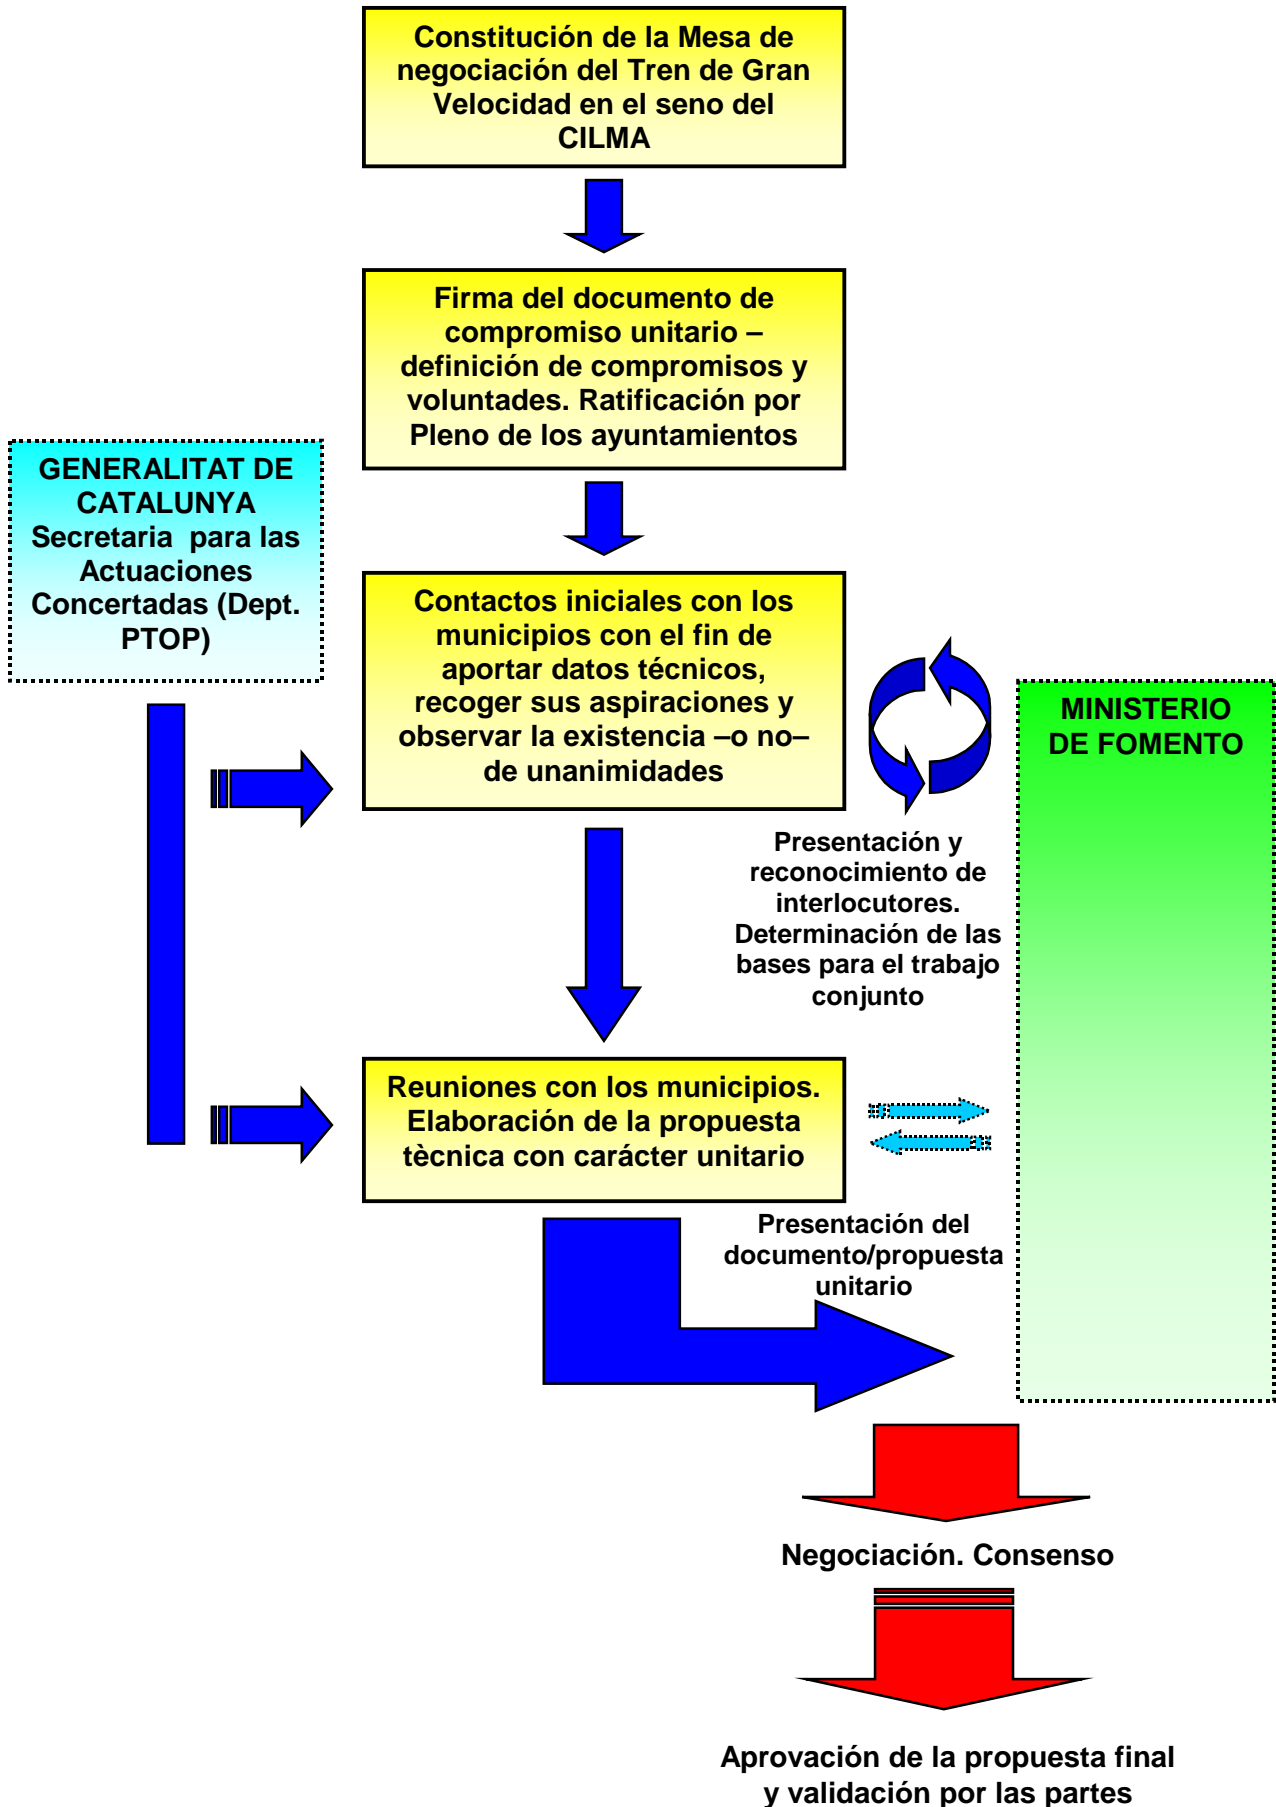 Constitución de la Mesa de
negociación del Tren de Gran
Velocidad en el seno del
CILMA
Firma del documento de
compromiso unitario –
definición de compromisos y
voluntades. Ratificación por
Pleno de los ayuntamientos
GENERALITAT DE
CATALUNYA
Secretaria para las
Actuaciones
Concertadas (Dept.
PTOP)
Contactos iniciales con los
municipios con el fin de
aportar datos técnicos,
recoger sus aspiraciones y
observar la existencia –o no–
de unanimidades
MINISTERIO
DE FOMENTO
Presentación y
reconocimiento de
interlocutores.
Determinación de las
bases para el trabajo
conjunto
Reuniones con los municipios.
Elaboración de la propuesta
tècnica con carácter unitario
Presentación del
documento/propuesta
unitario
Negociación. Consenso
Aprovación de la propuesta final
y validación por las partes